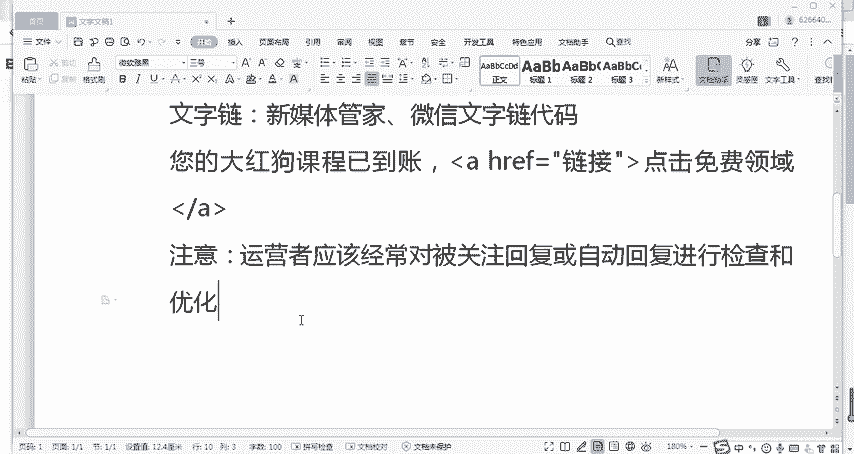 首页 文字文稿1 + 626640...
文件 开始 插入 页面布局 引用 审阅 视图 章节 安全 开发工具 特色应用 文档助手 查找 分享
粘贴 剪切 复制 格式刷 微软雅黑 三号 AaBbCcDd 正文 AaBb 标题 1 AaBb( 标题 2 AaBbC( 标题 3 新样式 文档助手 灵感库 文字工具
文字链：新媒体管家、微信文字链代码
您的大红狗课程已到账，<a href="链接">点击免费领域
</a>
注意：运营者应该经常对被关注回复或自动回复进行检查和
优化
页码: 1 页面: 1/1 节: 1/1 设置值: 12.4厘米 行: 10 列: 3 字数: 100 拼写检查 文档校对 文档未保护 180% 中